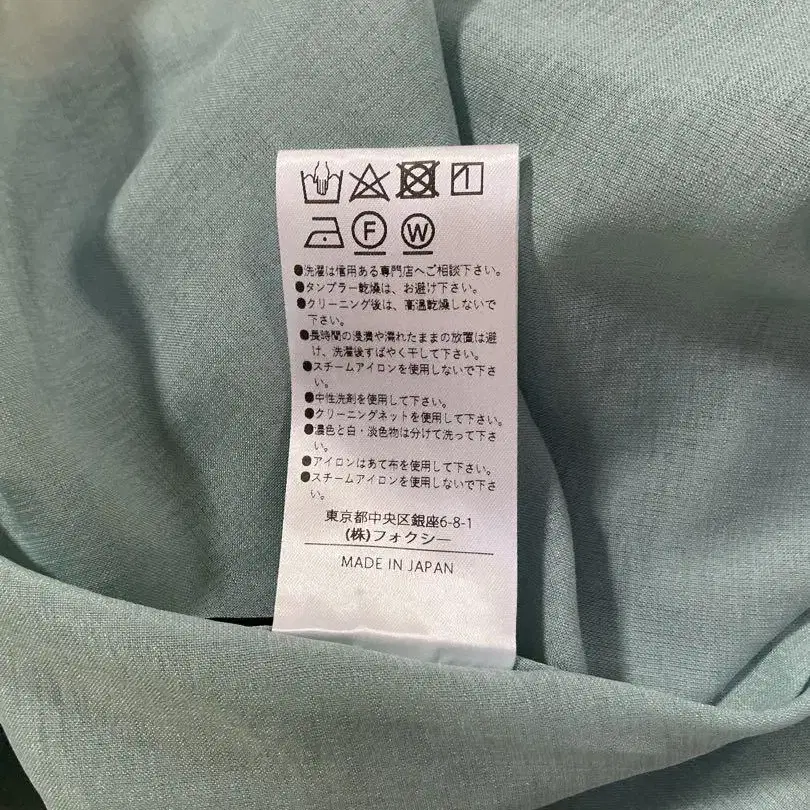 F W
●洗濯は信用ある専門店へご相談下さい。
●タンブラー乾燥は、お避け下さい。
●クリーニング後は、高温乾燥しないで
下さい。
●長時間の浸漬や濡れたままの放置は避
け、洗濯後すばやく干して下さい。
●スチームアイロンを使用しないで下さ
い。
●中性洗剤を使用して下さい。
●クリーニングネットを使用して下さい。
●濃色と白・淡色物は分けて洗って下さ
い。
●アイロンはあて布を使用して下さい。
●スチームアイロンを使用しないで下さ
い。
東京都中央区銀座6-8-1
(株)フォクシー
MADE IN JAPAN